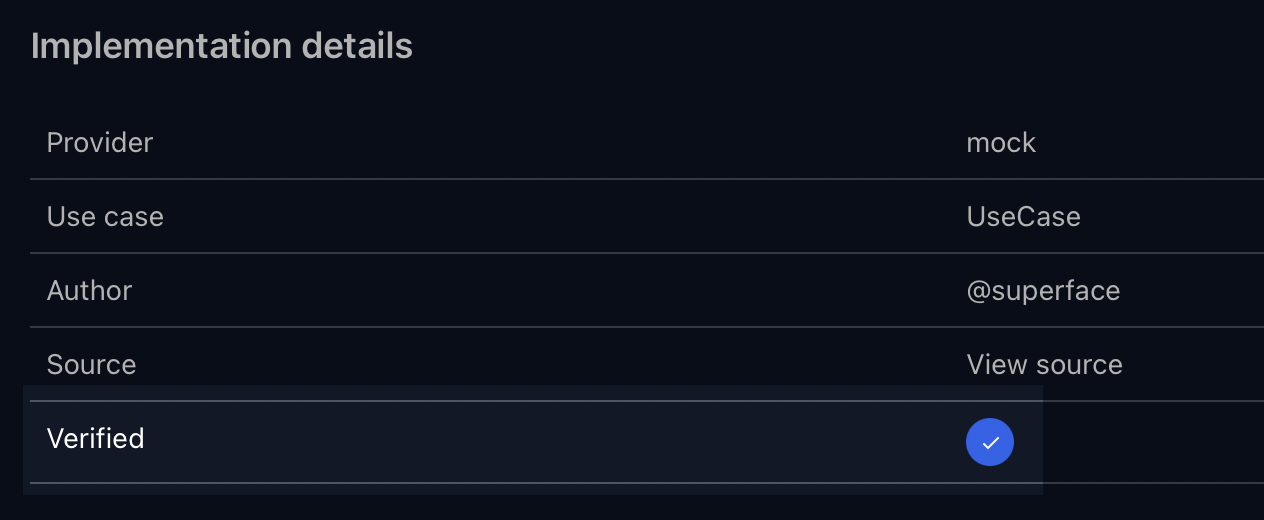 Implementation details
Provider mock
Use case UseCase
Author @superface
Source View source
Verified